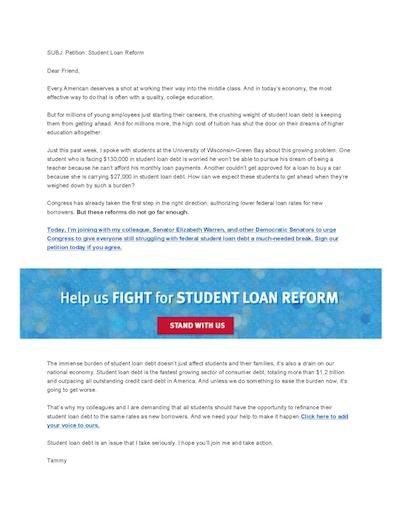 SUBJ: Petition: Student Loan Reform
Dear Friend,
Every American deserves a shot at working their way into the middle class. And in today's economy, the most
effective way to do that is often with a quality, college education.
But for millions of young employees just starting their careers, the crushing weight of student loan debt is keeping
them from getting ahead. And for millions more, the high cost of tuition has shut the door on their dreams of higher
education altogether.
Just this past week, I spoke with students at the University of Wisconsin-Green Bay about this growing problem. One
student who is facing $130,000 in student loan debt is worried he won't be able to pursue his dream of being a
teacher because he can't afford his monthly loan payments. Another couldn't get approved for a loan to buy a car
because she is carrying $27,000 in student loan debt. How can we expect these students to get ahead when they're
weighed down by such a burden?
Congress has already taken the first step in the right direction, authorizing lower federal loan rates for new
borrowers. But these reforms do not go far enough.
Today, I'm joining with my colleague, Senator Elizabeth Warren, and other Democratic Senators to urge
Congress to give everyone still struggling with federal student loan debt a much-needed break. Sign our
petition today if you agree.
Help us FIGHT for STUDENT LOAN REFORM
STAND WITH US
The immense burden of student loan debt doesn't just affect students and their families, it's also a drain on our
national economy. Student loan debt is the fastest growing sector of consumer debt, totaling more than $1.2 trillion
and outpacing all outstanding credit card debt in America. And unless we do something to ease the burden now, it's
going to get worse.
That's why my colleagues and I are demanding that all students should have the opportunity to refinance their
student loan debt to the same rates as new borrowers. And we need your help to make it happen Click here to add
your voice to ours.
Student loan debt is an issue that I take seriously. I hope you'll join me and take action.
Tammy